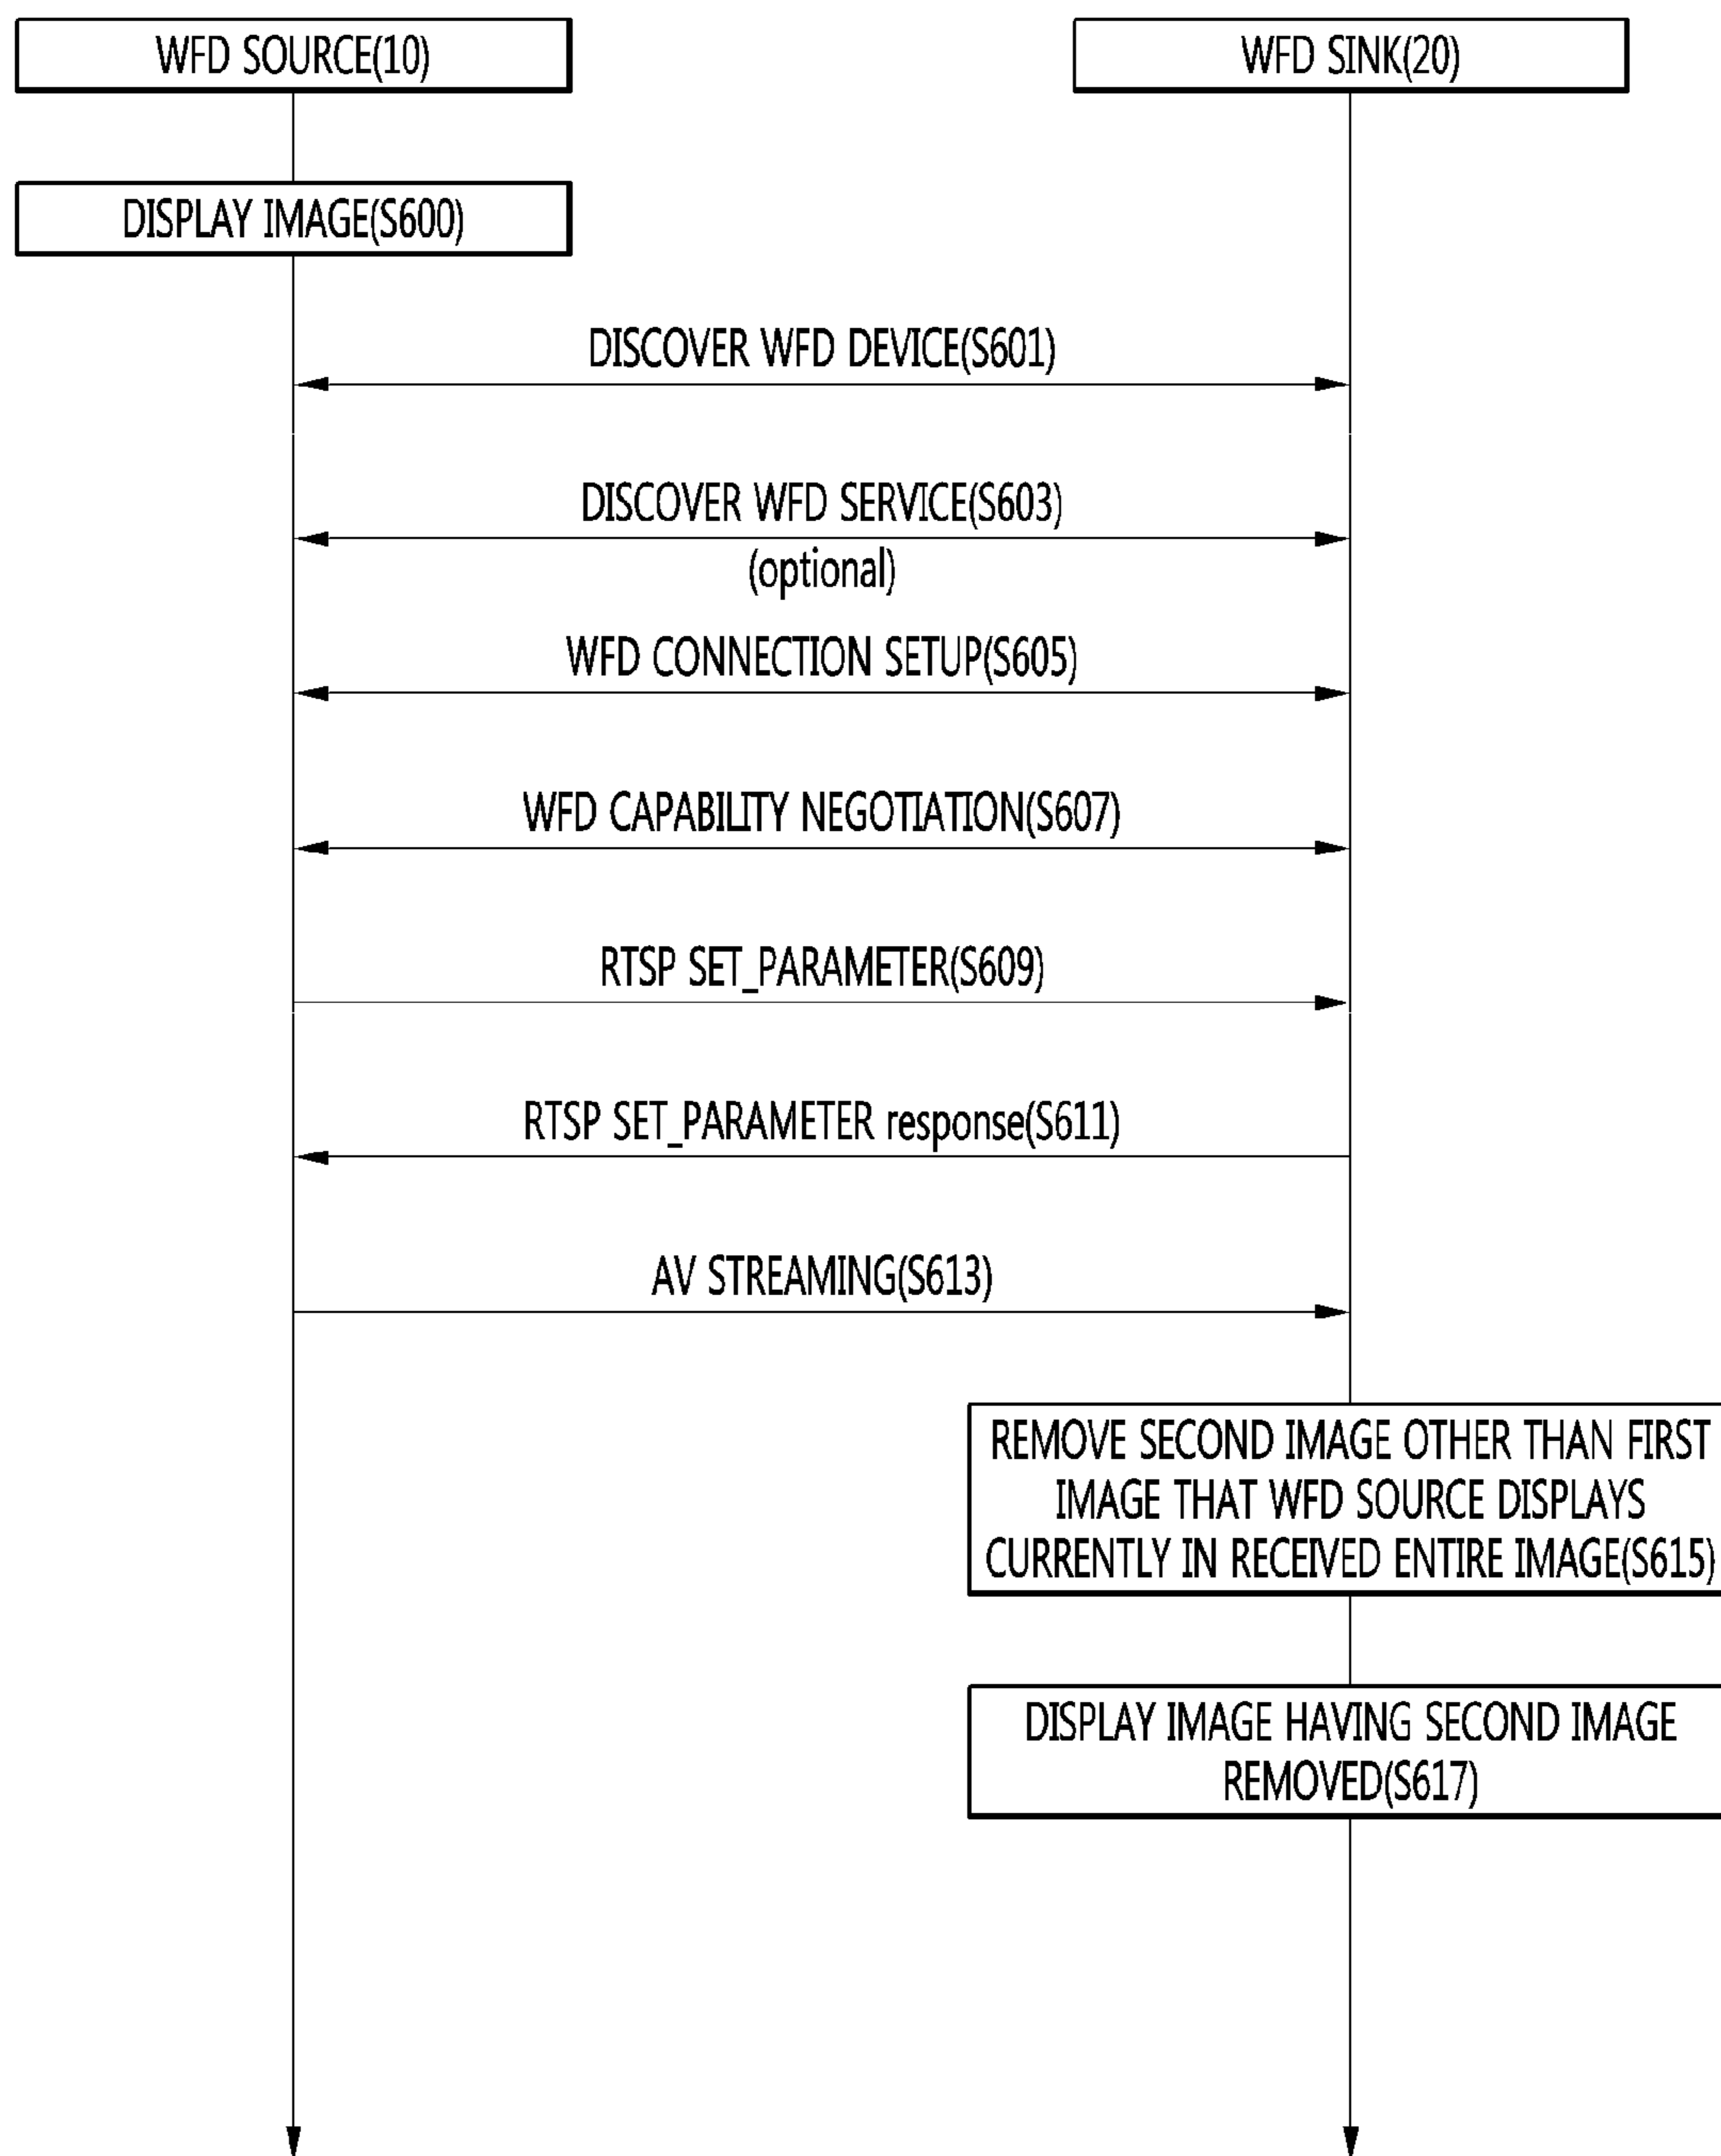 WFD SOURCE(10)
WFD SINK(20)
DISPLAY IMAGE(S600)
DISCOVER WFD DEVICE(S601)
DISCOVER WFD SERVICE(S603)
(optional)
WFD CONNECTION SETUP(S605)
WFD CAPABILITY NEGOTIATION(S607)
RTSP SET_PARAMETER(S609)
RTSP SET_PARAMETER response(S611)
AV STREAMING(S613)
REMOVE SECOND IMAGE OTHER THAN FIRST
IMAGE THAT WFD SOURCE DISPLAYS
CURRENTLY IN RECEIVED ENTIRE IMAGE(S615)
DISPLAY IMAGE HAVING SECOND IMAGE
REMOVED(S617)